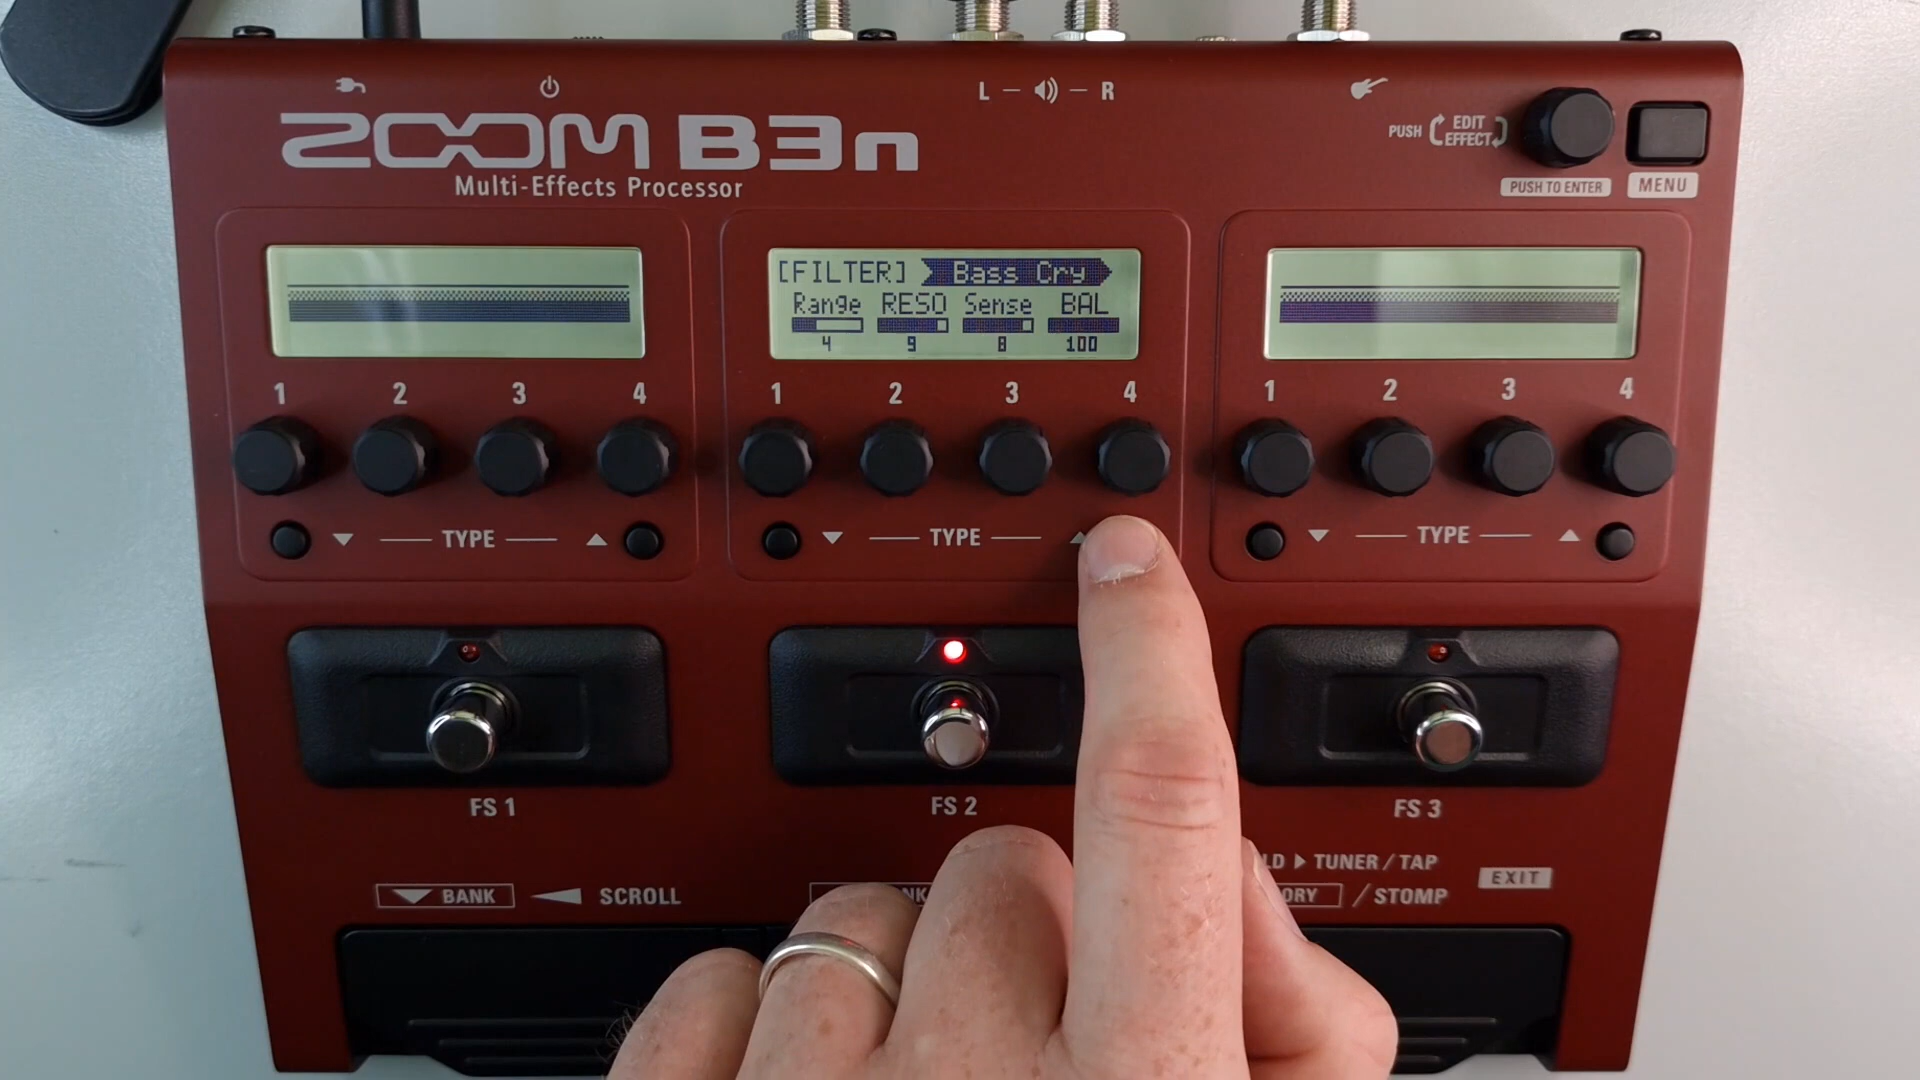 L — R
PUSH EDIT EFFECT
ZOOM B3n
Multi-Effects Processor
PUSH TO ENTER MENU
[FILTER] Bass Cry
Range RESO Sense BAL
4 9 8 100
1 2 3 4 1 2 3 4 1 2 3 4
TYPE TYPE TYPE
FS 1 FS 2 FS 3
TUNER / TAP EXIT
BANK SCROLL / STOMP